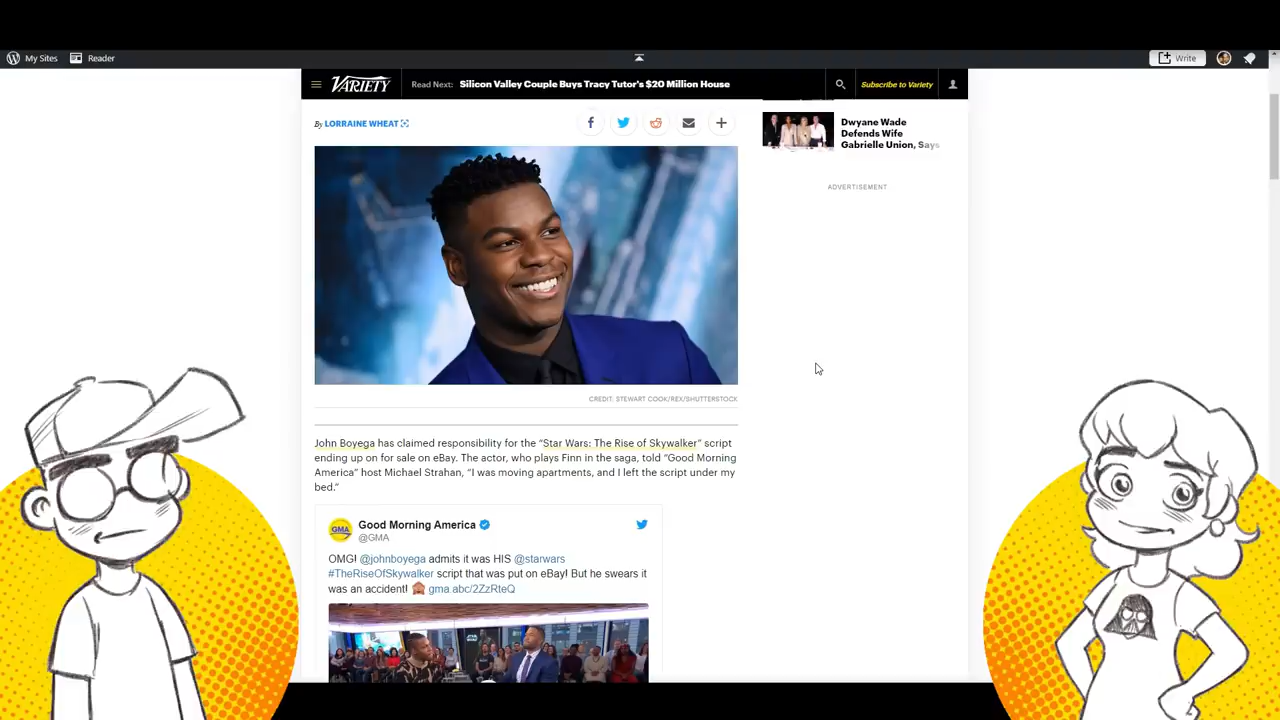 My Sites
Reader
Write
VARIETY
Read Next: Silicon Valley Couple Buys Tracy Tutor's $20 Million House
Subscribe to Variety
By LORRAINE WHEAT
Dwyane Wade
Defends Wife
Gabrielle Union, Says
ADVERTISEMENT
CREDIT: STEWART COOK/REX/SHUTTERSTOCK
John Boyega has claimed responsibility for the “Star Wars: The Rise of Skywalker” script
ending up on for sale on eBay. The actor, who plays Finn in the saga, told “Good Morning
America” host Michael Strahan, “I was moving apartments, and I left the script under my
bed.”
GMA
Good Morning America
@GMA
OMG! @johnboyega admits it was HIS @starwars
#TheRiseOfSkywalker script that was put on eBay! But he swears it
was an accident! 🙈 gma.abc/2ZzRteQ